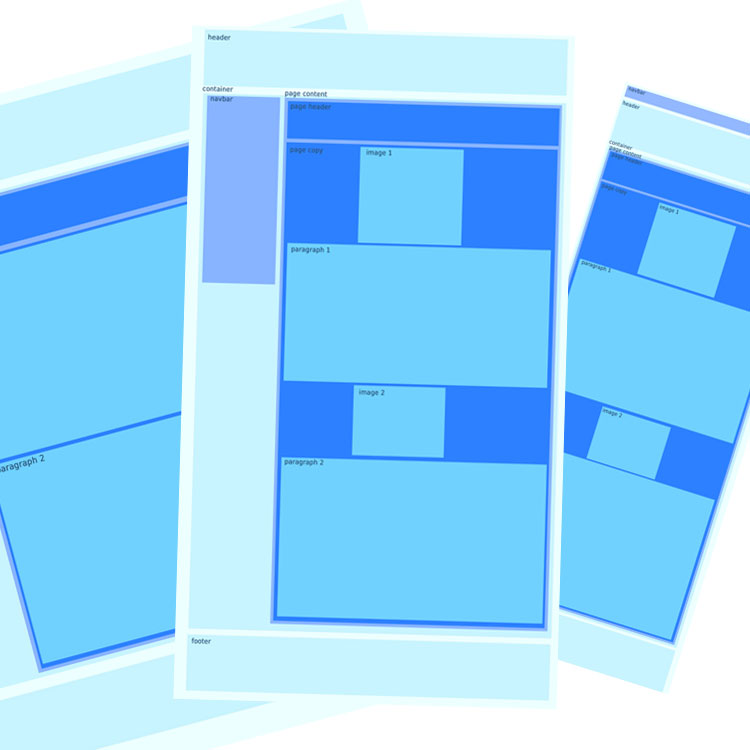 header
container
navbar
page content
page header
page copy
image 1
paragraph 1
image 2
paragraph 2
footer
paragraph 2
navbar
header
container
page content
page header
page copy
image 1
paragraph 1
image 2